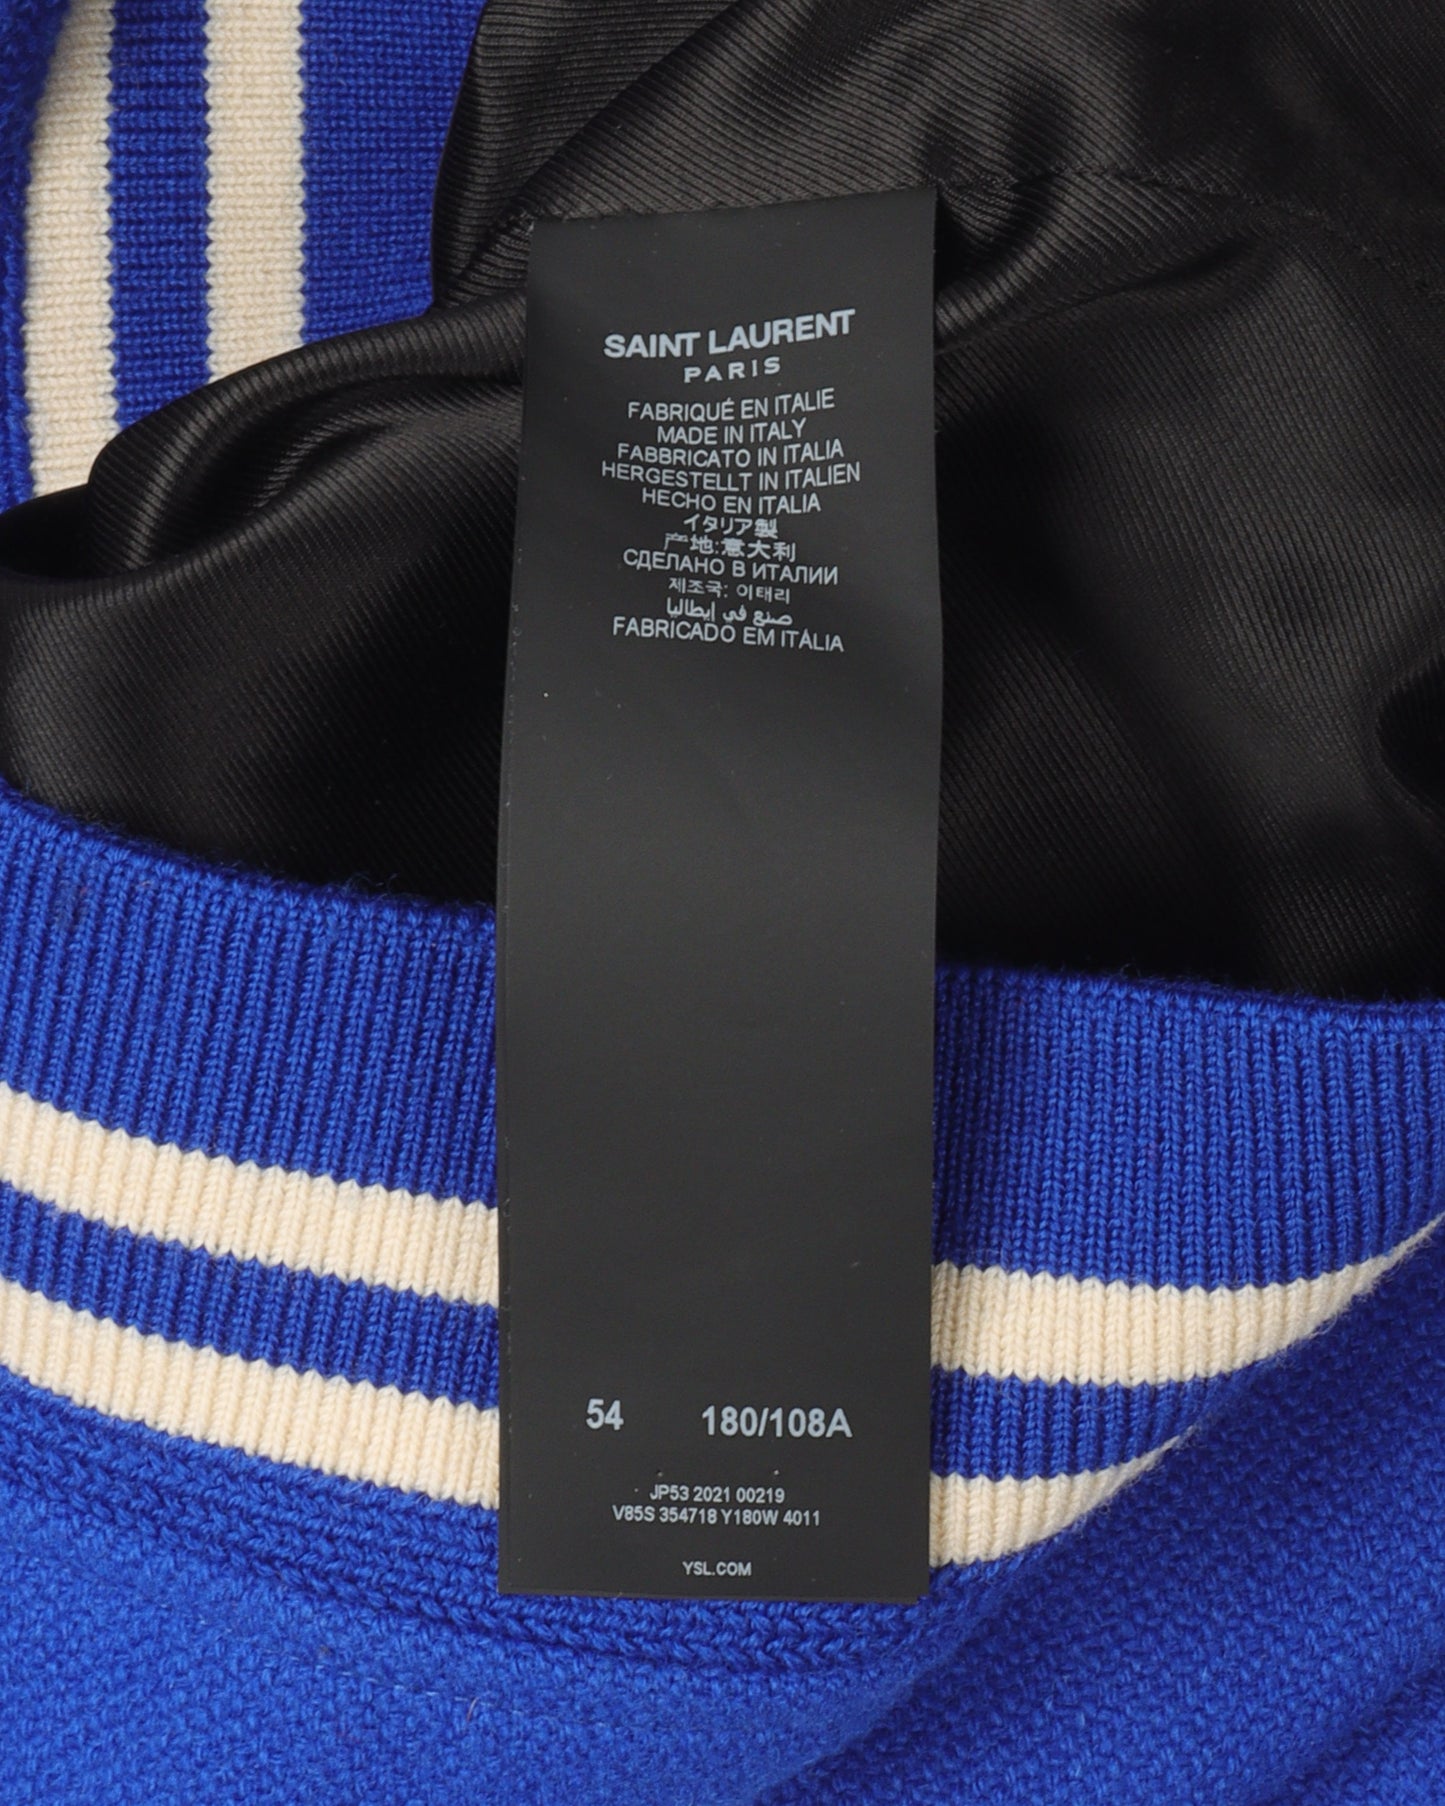 SAINT LAURENT
PARIS
FABRIQUÉ EN ITALIE
MADE IN ITALY
FABBRICATO IN ITALIA
HERGESTELLT IN ITALIEN
HECHO EN ITALIA
イタリア製
产地:意大利
СДЕЛАНО В ИТАЛИИ
제조국: 이태리
صنع في إيطاليا
FABRICADO EM ITÁLIA
54 180/108A
JP53 2021 00219
V85S 354718 Y180W 4011
YSL.COM